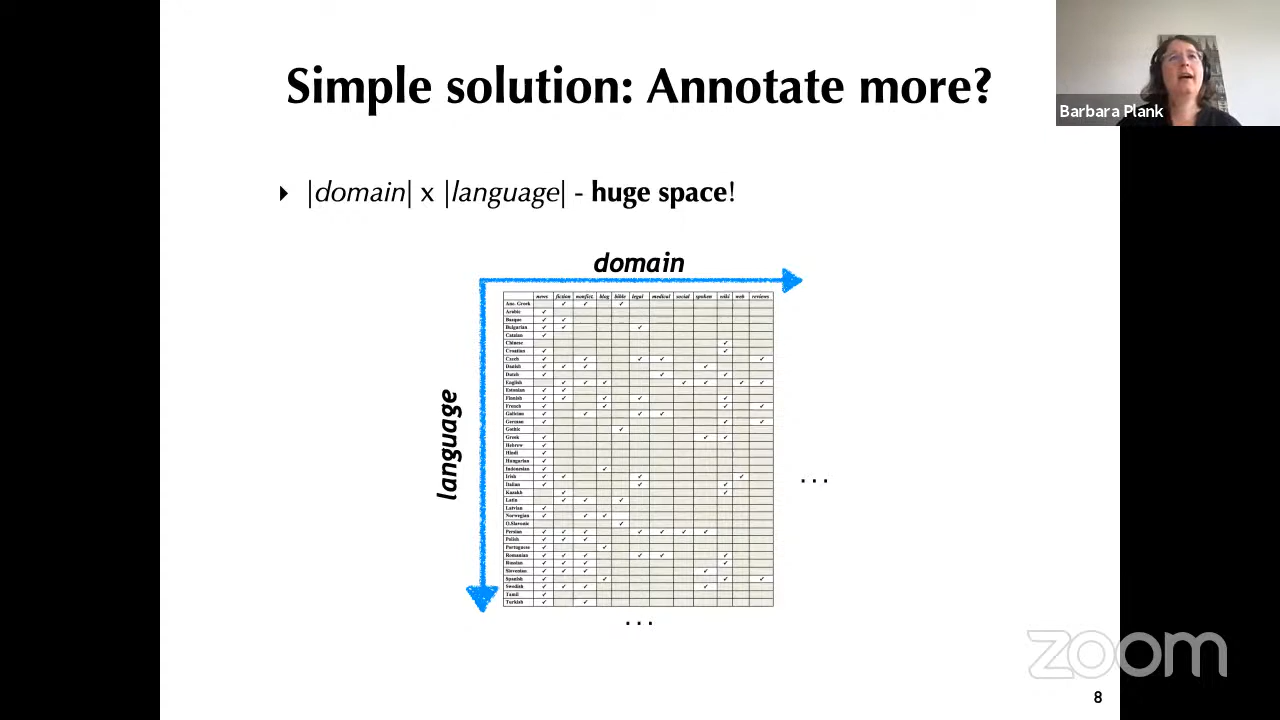 Simple solution: Annotate more?
Barbara Plank
|domain| x |language| - huge space!
domain
language
news fiction nonfict. blog bible legal medical social spoken wiki web reviews
Anc. Greek ✓ ✓ ✓
Arabic ✓
Basque ✓ ✓
Bulgarian ✓ ✓ ✓
Catalan ✓
Chinese ✓
Croatian ✓ ✓
Czech ✓ ✓ ✓ ✓ ✓
Danish ✓ ✓ ✓ ✓
Dutch ✓ ✓ ✓
English ✓ ✓ ✓ ✓ ✓ ✓ ✓
Estonian ✓ ✓
Finnish ✓ ✓ ✓ ✓ ✓
French ✓ ✓ ✓ ✓
Galician ✓ ✓ ✓ ✓
German ✓ ✓ ✓
Gothic ✓
Greek ✓ ✓ ✓
Hebrew ✓
Hindi ✓
Hungarian ✓
Indonesian ✓ ✓
Irish ✓ ✓ ✓ ✓
Italian ✓ ✓ ✓
Kazakh ✓ ✓
Latin ✓ ✓ ✓
Latvian ✓
Norwegian ✓ ✓ ✓
O.Slavonic ✓
Persian ✓ ✓ ✓ ✓ ✓ ✓ ✓
Polish ✓ ✓ ✓
Portuguese ✓ ✓
Romanian ✓ ✓ ✓ ✓ ✓ ✓
Russian ✓ ✓ ✓ ✓
Slovenian ✓ ✓ ✓ ✓
Spanish ✓ ✓ ✓ ✓
Swedish ✓ ✓ ✓ ✓
Tamil ✓
Turkish ✓ ✓
...
...
zoom
8